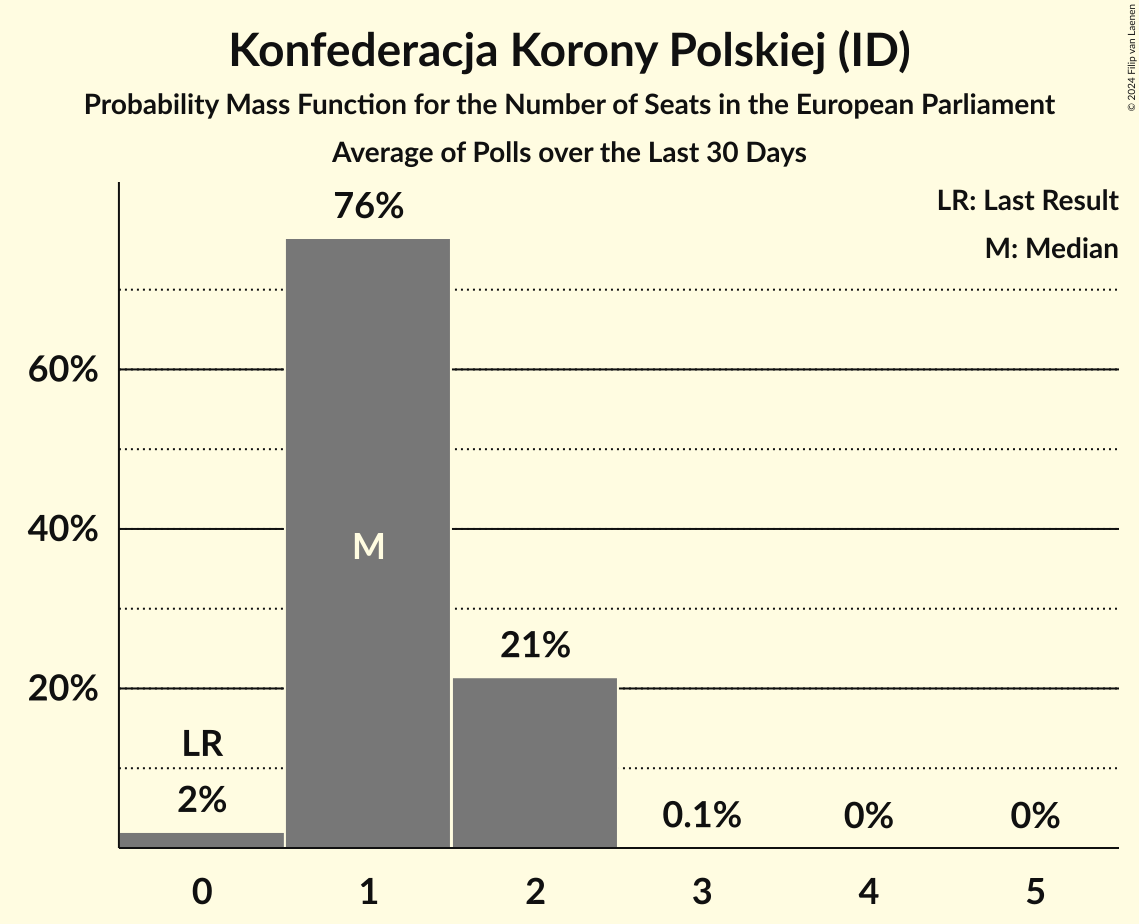 Konfederacja Korony Polskiej (ID)
Probability Mass Function for the Number of Seats in the European Parliament
Average of Polls over the Last 30 Days
© 2024 Filip van Laenen
LR: Last Result
M: Median
76%
60%
40%
M
21%
20%
LR
2%
0.1%
0%
0%
0 1 2 3 4 5